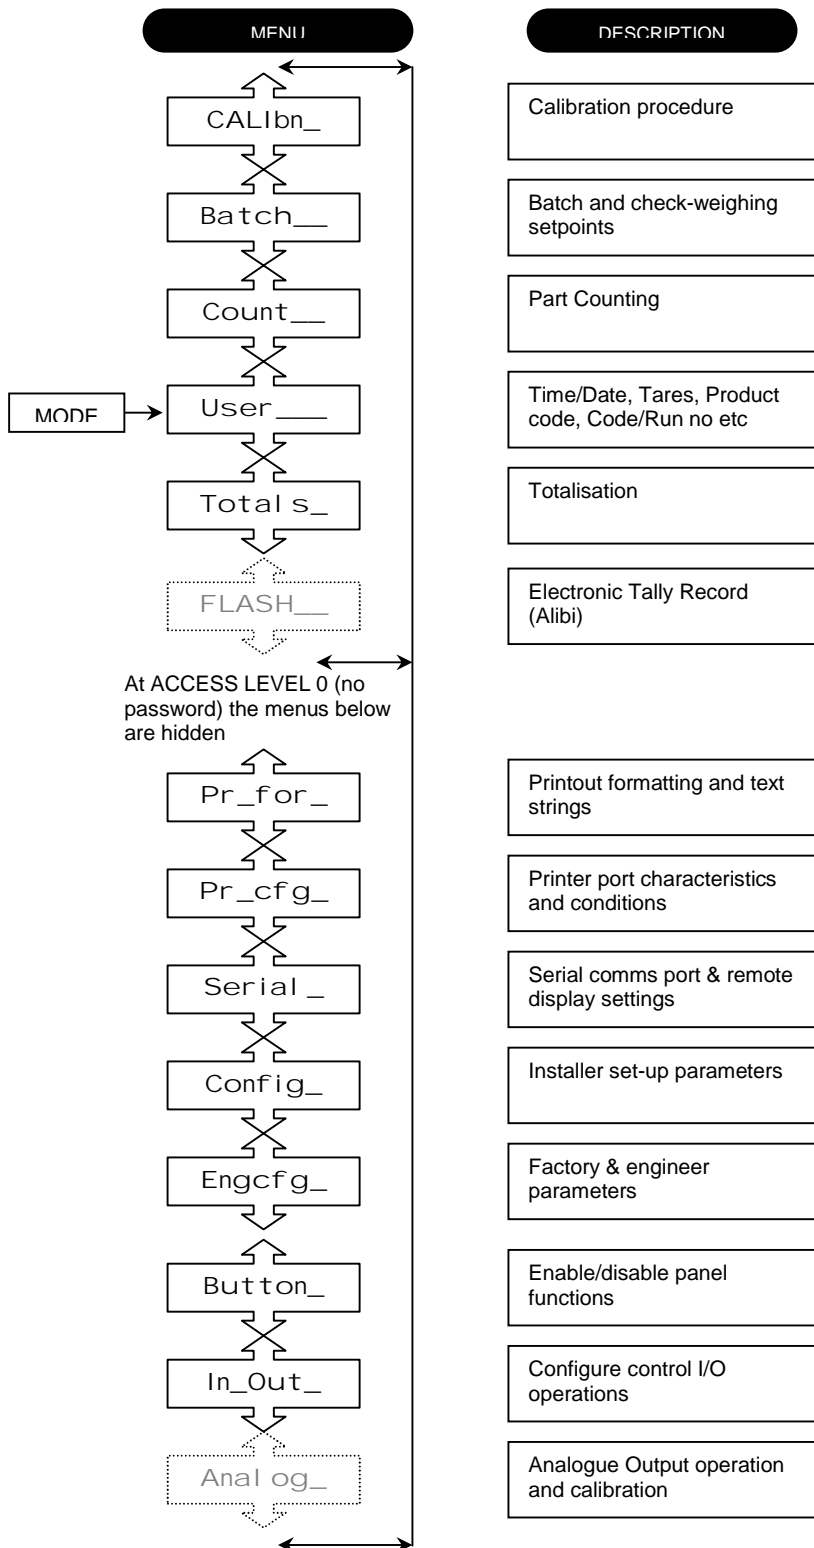 MENU
DESCRIPTION
CALIbn_
Calibration procedure
Batch__
Batch and check-weighing
setpoints
Count__
Part Counting
MODE
User___
Time/Date, Tares, Product
code, Code/Run no etc
Totals_
Totalisation
FLASH__
Electronic Tally Record
(Alibi)
At ACCESS LEVEL 0 (no
password) the menus below
are hidden
Pr_for_
Printout formatting and text
strings
Pr_cfg_
Printer port characteristics
and conditions
Serial_
Serial comms port & remote
display settings
Config_
Installer set-up parameters
Engcfg_
Factory & engineer
parameters
Button_
Enable/disable panel
functions
In_Out_
Configure control I/O
operations
Analog_
Analogue Output operation
and calibration